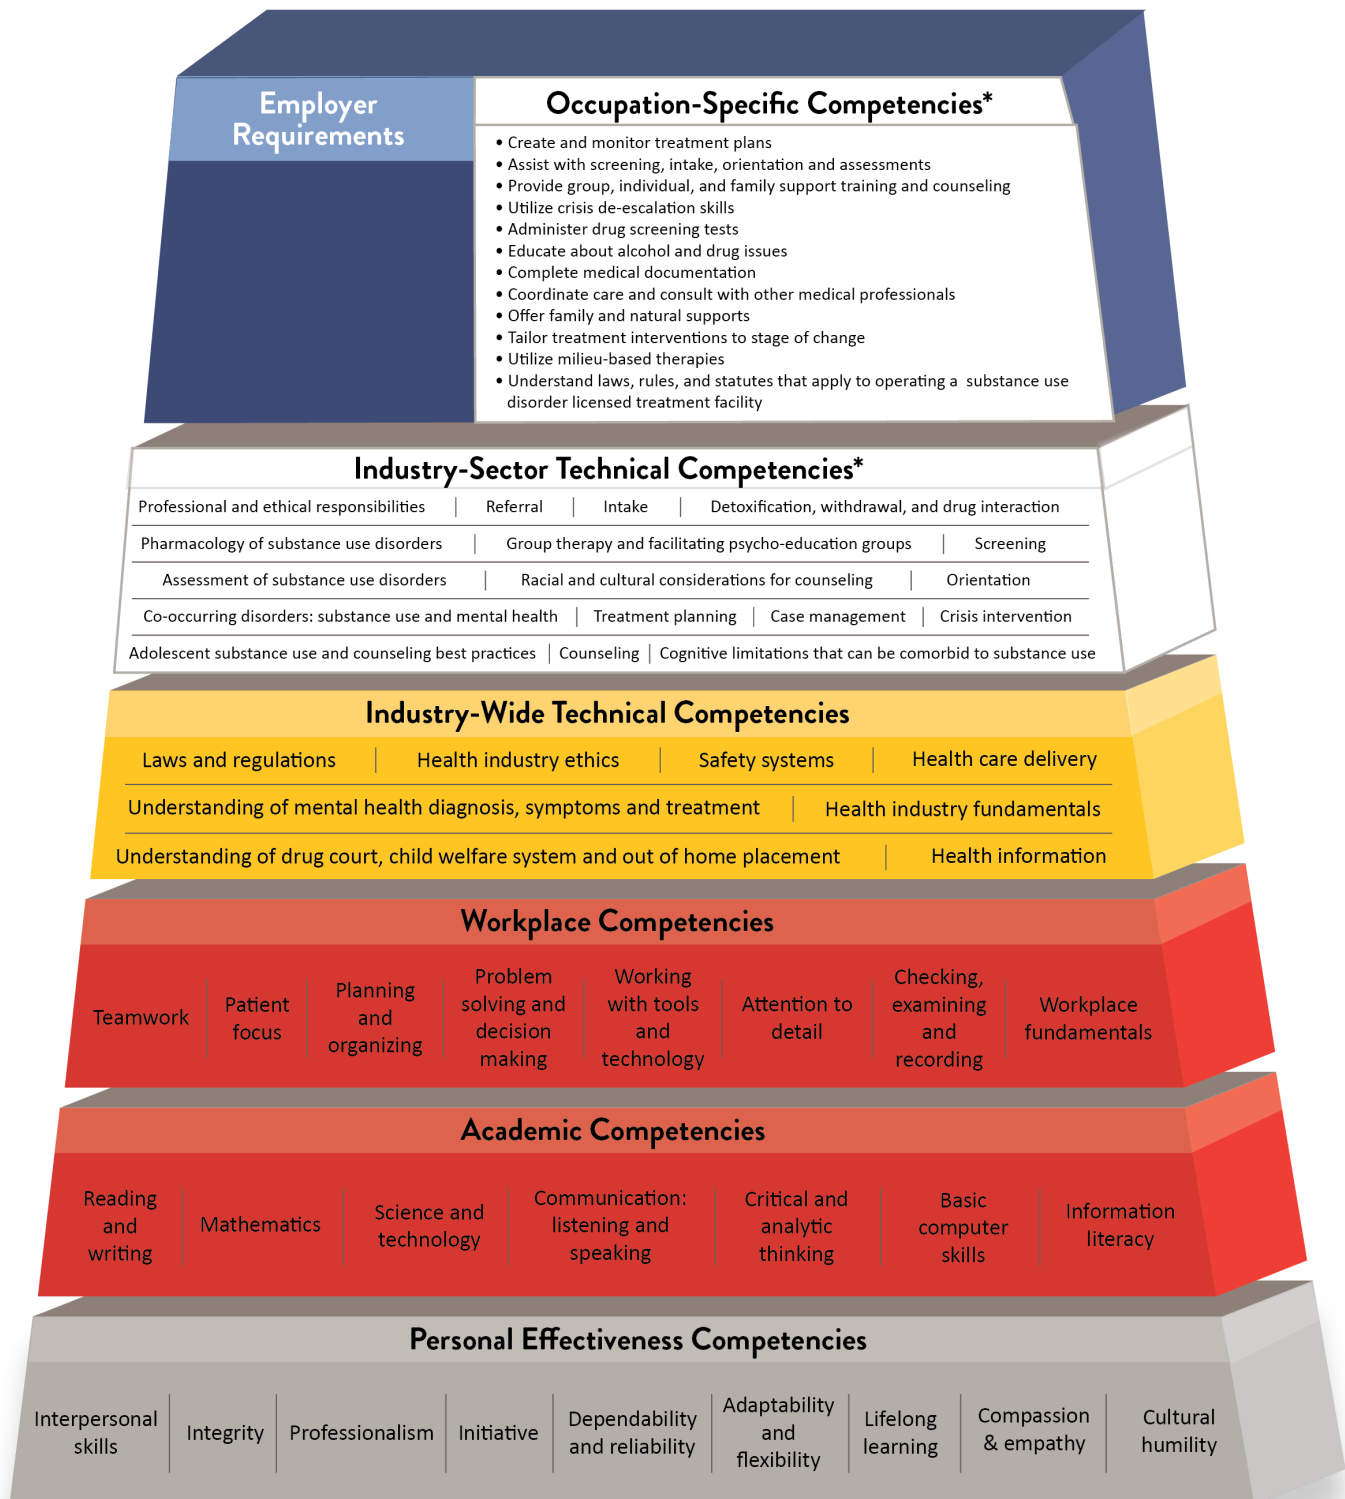 Employer
Requirements
Occupation-Specific Competencies*
• Create and monitor treatment plans
• Assist with screening, intake, orientation and assessments
• Provide group, individual, and family support training and counseling
• Utilize crisis de-escalation skills
• Administer drug screening tests
• Educate about alcohol and drug issues
• Complete medical documentation
• Coordinate care and consult with other medical professionals
• Offer family and natural supports
• Tailor treatment interventions to stage of change
• Utilize milieu-based therapies
• Understand laws, rules, and statutes that apply to operating a substance use
disorder licensed treatment facility
Industry-Sector Technical Competencies*
Professional and ethical responsibilities | Referral | Intake | Detoxification, withdrawal, and drug interaction
Pharmacology of substance use disorders | Group therapy and facilitating psycho-education groups | Screening
Assessment of substance use disorders | Racial and cultural considerations for counseling | Orientation
Co-occurring disorders: substance use and mental health | Treatment planning | Case management | Crisis intervention
Adolescent substance use and counseling best practices | Counseling | Cognitive limitations that can be comorbid to substance use
Industry-Wide Technical Competencies
Laws and regulations | Health industry ethics | Safety systems | Health care delivery
Understanding of mental health diagnosis, symptoms and treatment | Health industry fundamentals
Understanding of drug court, child welfare system and out of home placement | Health information
Workplace Competencies
Teamwork
Patient
focus
Planning
and
organizing
Problem
solving and
decision
making
Working
with tools
and
technology
Attention to
detail
Checking,
examining
and
recording
Workplace
fundamentals
Academic Competencies
Reading
and
writing
Mathematics
Science and
technology
Communication:
listening and
speaking
Critical and
analytic
thinking
Basic
computer
skills
Information
literacy
Personal Effectiveness Competencies
Interpersonal
skills
Integrity
Professionalism
Initiative
Dependability
and reliability
Adaptability
and
flexibility
Lifelong
learning
Compassion
& empathy
Cultural
humility